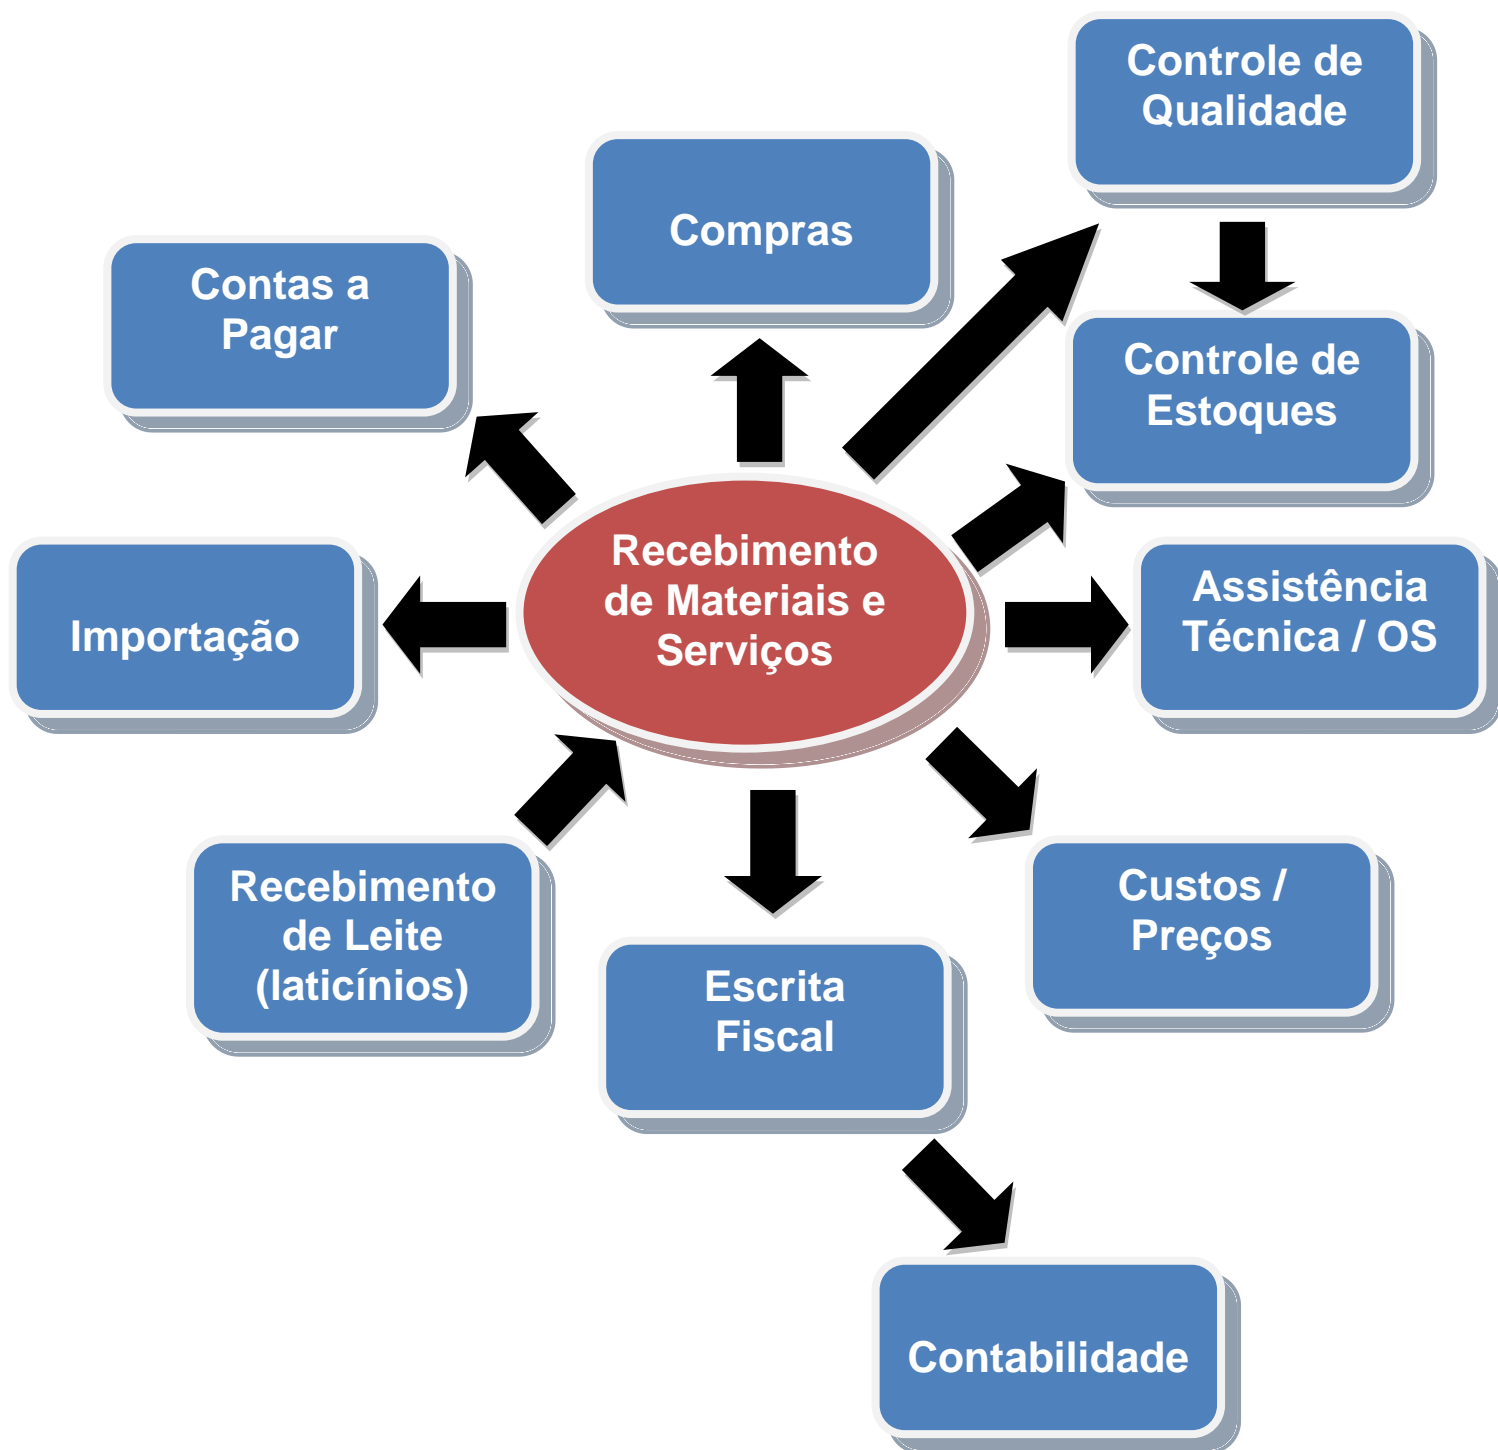 Controle de
Qualidade
Compras
Contas a
Pagar
Controle de
Estoques
Recebimento
de Materiais e
Serviços
Assistência
Técnica / OS
Importação
Recebimento
de Leite
(laticínios)
Custos /
Preços
Escrita
Fiscal
Contabilidade